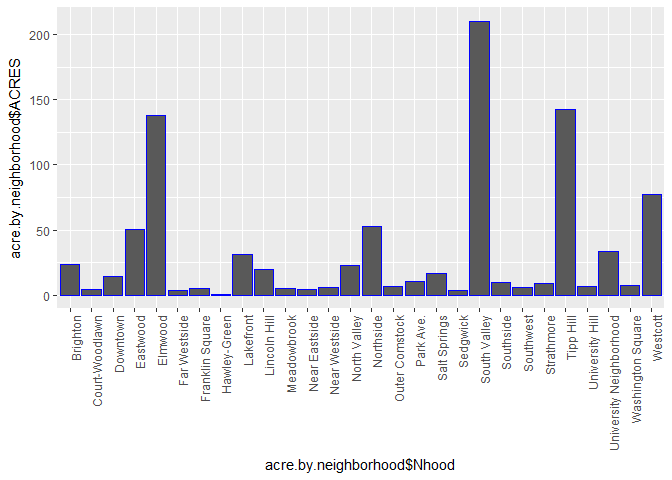 acre.by.neighborhood$ACRES
200
150
100
50
0
Brighton
Court-Woodlawn
Downtown
Eastwood
Elmwood
Far Westside
Franklin Square
Hawley-Green
Lakefront
Lincoln Hill
Meadowbrook
Near Eastside
Near Westside
North Valley
Northside
Outer Comstock
Park Ave.
Salt Springs
Sedgwick
South Valley
Southside
Southwest
Strathmore
Tipp Hill
University Hill
University Neighborhood
Washington Square
Westcott
acre.by.neighborhood$Nhood